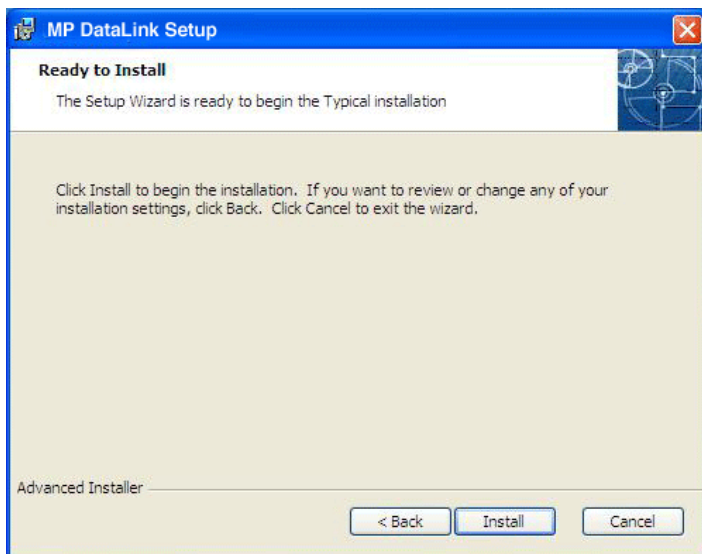 MP DataLink Setup
Ready to Install
The Setup Wizard is ready to begin the Typical installation
Click Install to begin the installation. If you want to review or change any of your
installation settings, click Back. Click Cancel to exit the wizard.
Advanced Installer
< Back Install Cancel